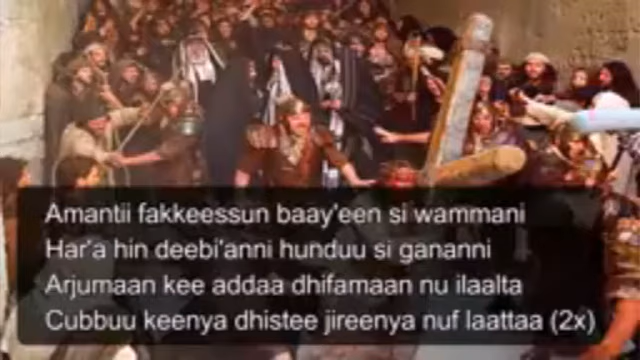 Amantii fakkeessun baay'een si wammani
Har'a hin deebi'anni hunduu si gananni
Arjumaan kee addaa dhifamaan nu ilaalta
Cubbuu keenya dhistee jireenya nuf laattaa (2x)